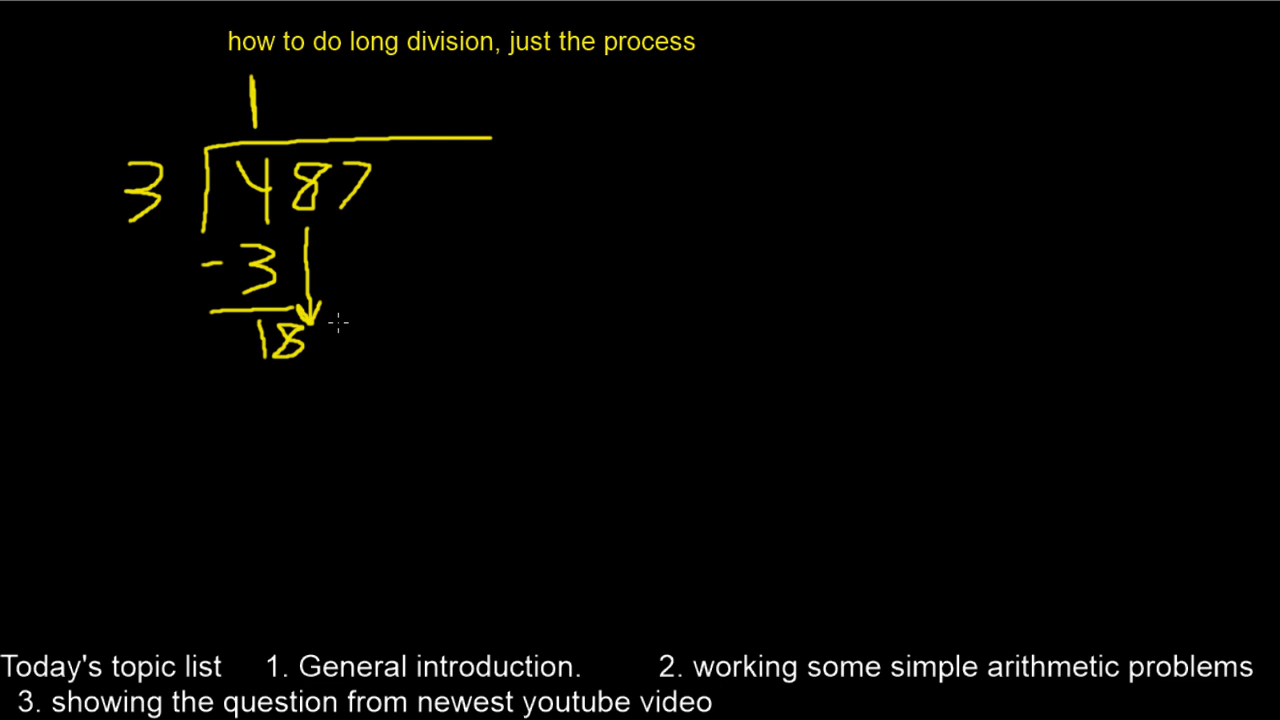 how to do long division, just the process
1
3 487
- 3
18
Today's topic list 1. General introduction. 2. working some simple arithmetic problems
3. showing the question from newest youtube video